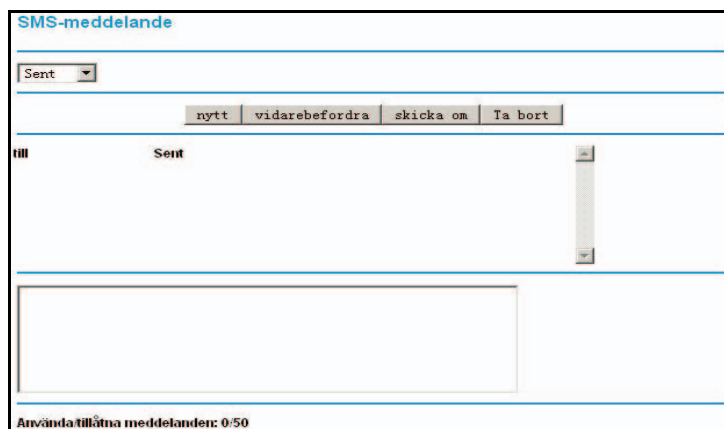 SMS-meddelande
Sent
nytt vidarebefordra skicka om Ta bort
till Sent
Använda/tillåtna meddelanden: 0/50